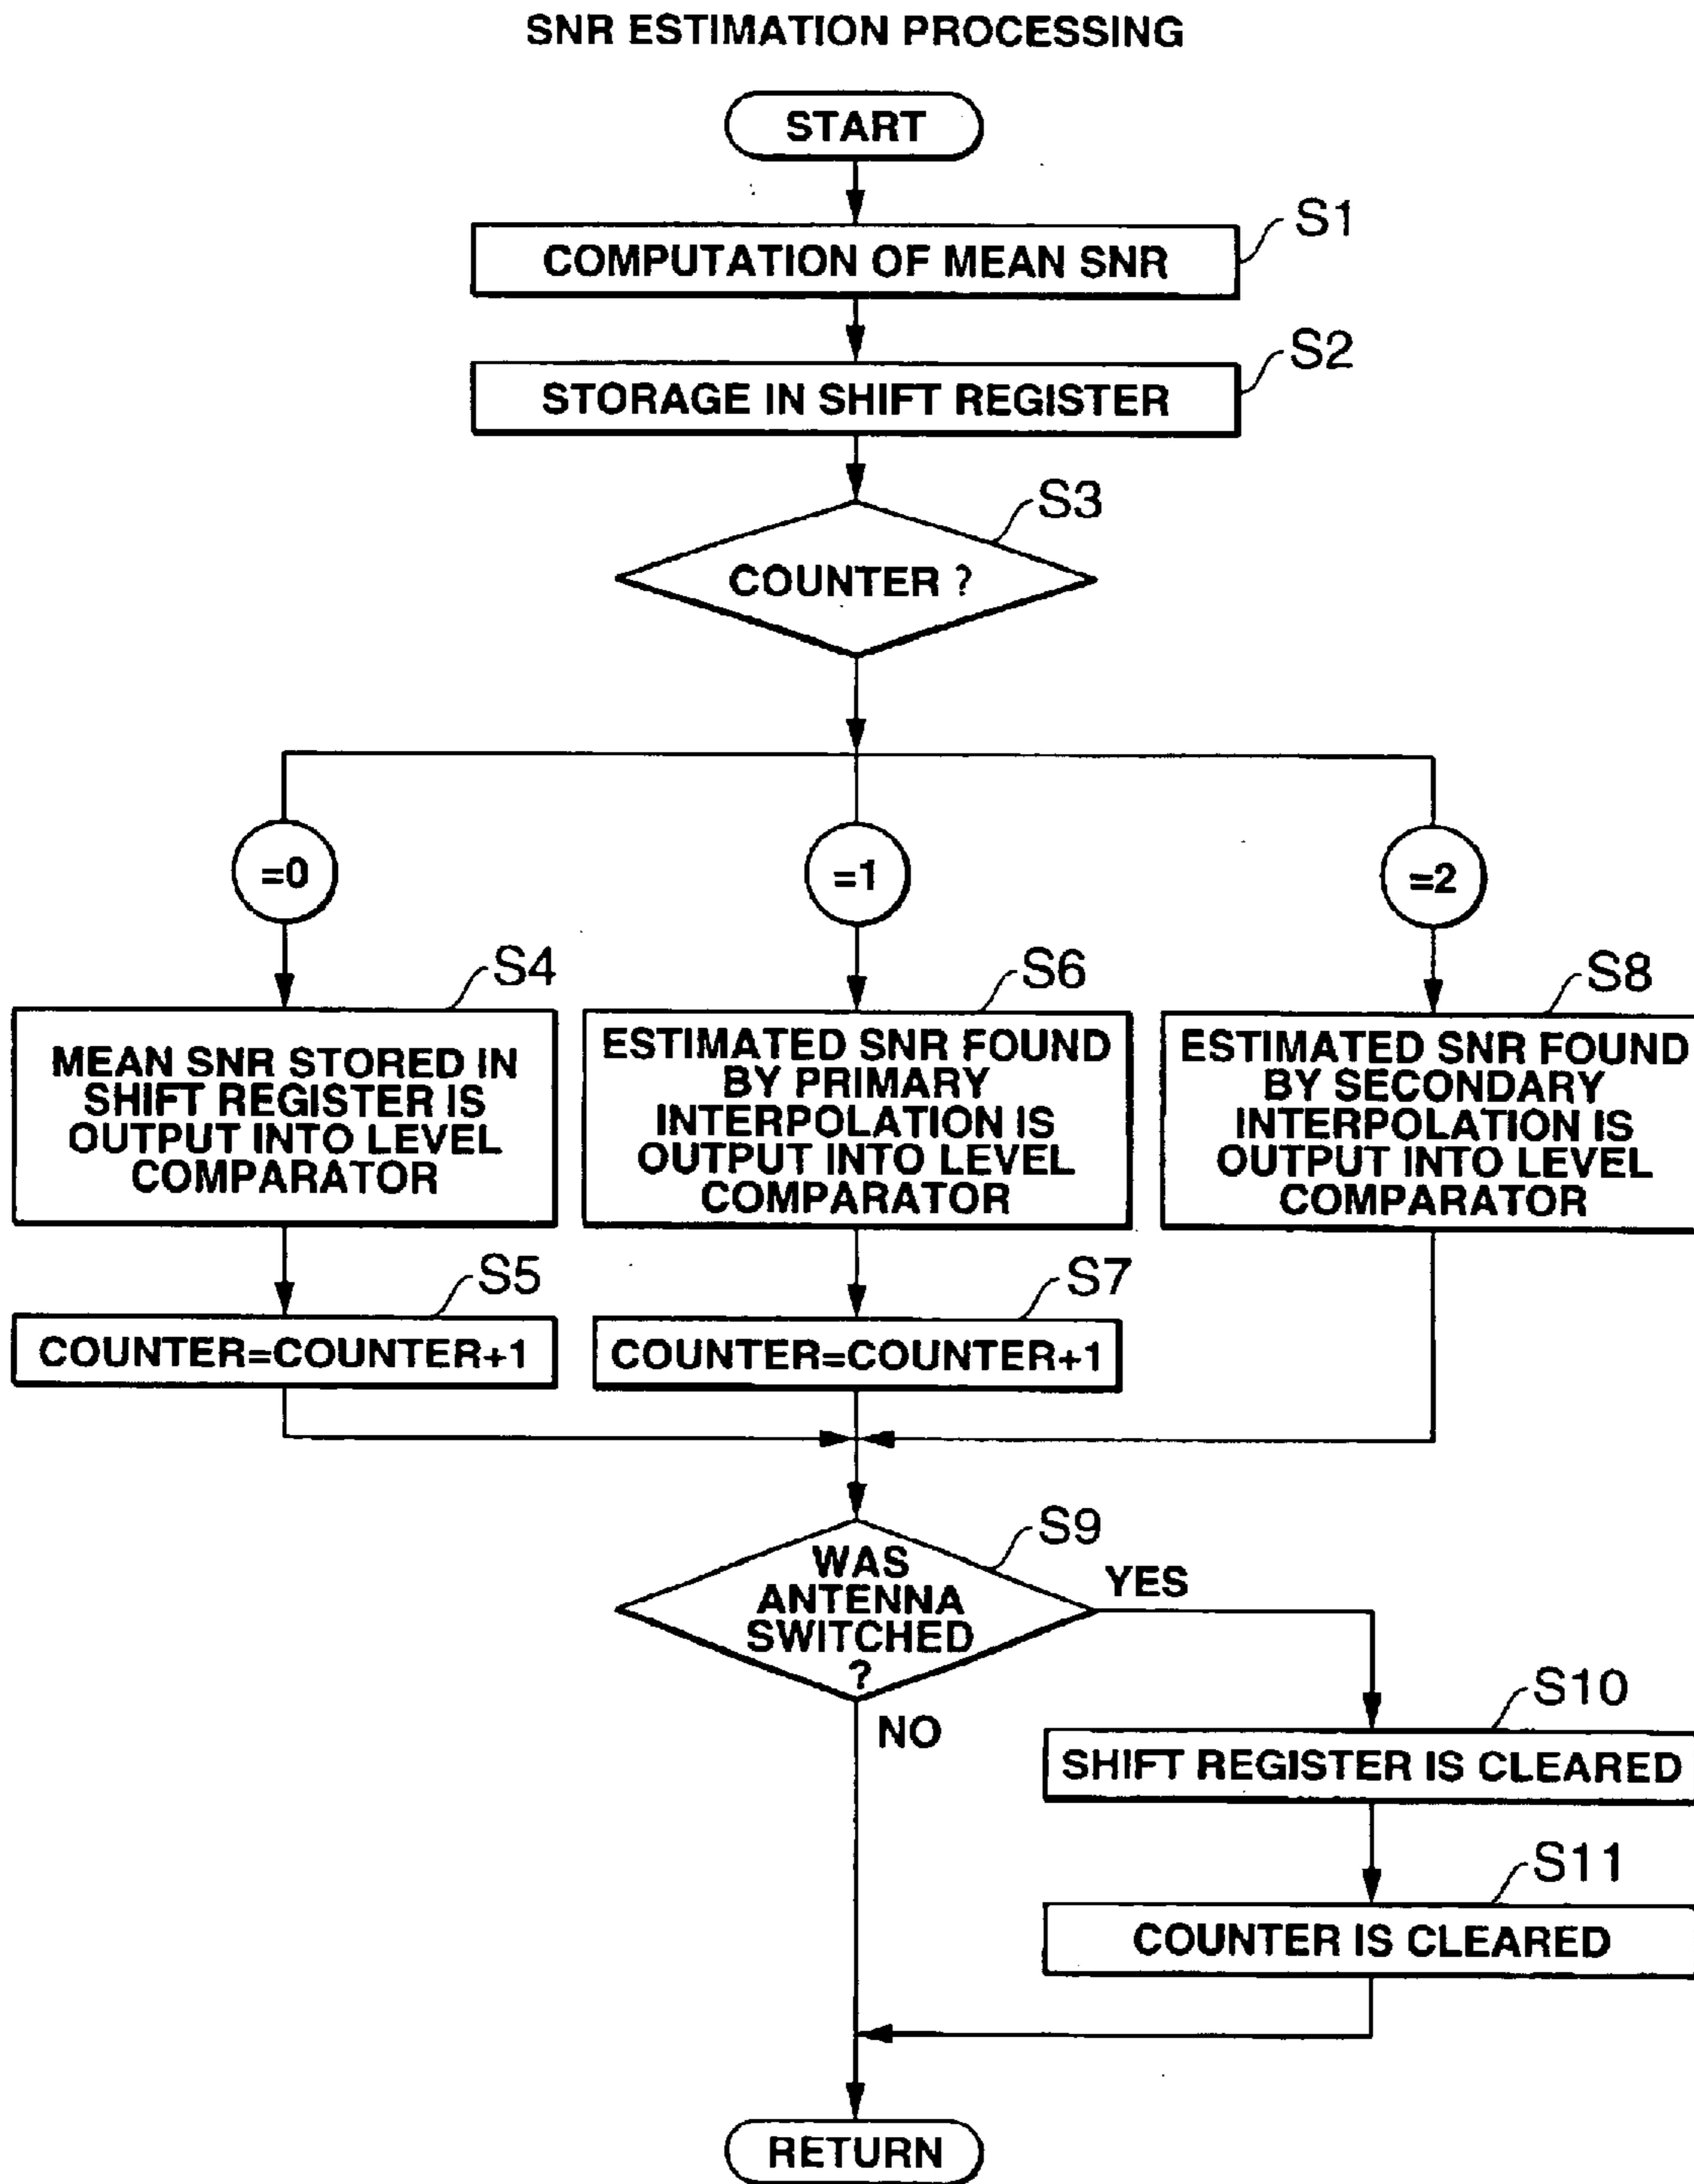 SNR ESTIMATION PROCESSING
START
S1
COMPUTATION OF MEAN SNR
S2
STORAGE IN SHIFT REGISTER
S3
COUNTER ?
=0
=1
=2
S4
MEAN SNR STORED IN
SHIFT REGISTER IS
OUTPUT INTO LEVEL
COMPARATOR
S6
ESTIMATED SNR FOUND
BY PRIMARY
INTERPOLATION IS
OUTPUT INTO LEVEL
COMPARATOR
S8
ESTIMATED SNR FOUND
BY SECONDARY
INTERPOLATION IS
OUTPUT INTO LEVEL
COMPARATOR
S5
COUNTER=COUNTER+1
S7
COUNTER=COUNTER+1
S9
WAS
ANTENNA
SWITCHED
?
YES
NO
S10
SHIFT REGISTER IS CLEARED
S11
COUNTER IS CLEARED
RETURN